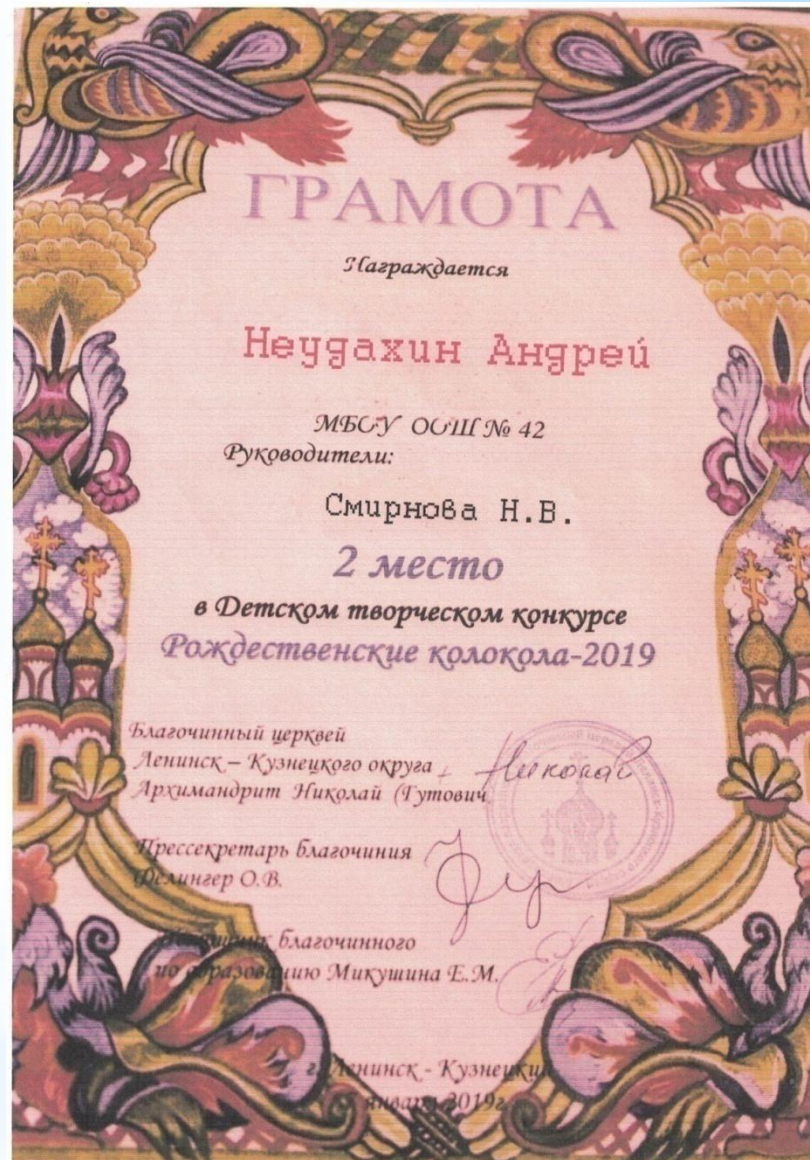 ГРАМОТА
Награждается
Неудахин Андрей
МБОУ ООШ № 42
Руководители:
Смирнова Н.В.
2 место
в Детском творческом конкурсе
Рождественские колокола-2019
Благочинный церквей
Ленинск – Кузнецкого округа
Николай
Архимандрит Николай (Гутович
Прессекретарь благочиния
Фелингер О.В.
благочинного
по образованию Микушина Е.М.
г. Ленинск - Кузнецкий
января 2019г